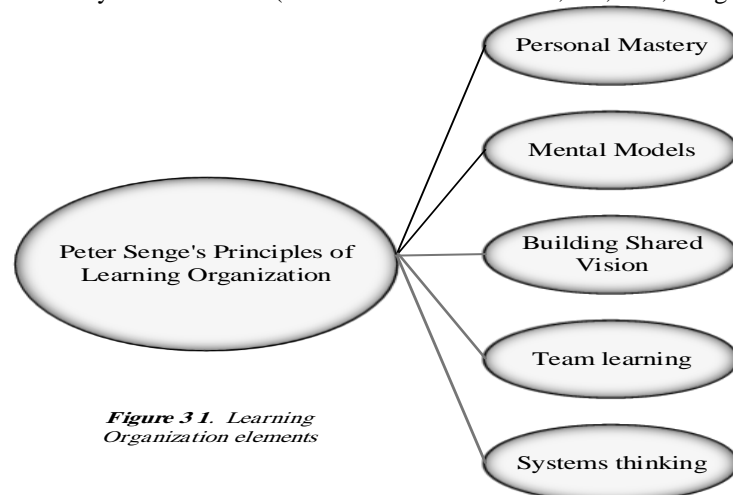 Personal Mastery
Mental Models
Building Shared
Vision
Peter Senge's Principles of
Learning Organization
Team learning
Figure 3 1. Learning
Organization elements
Systems thinking